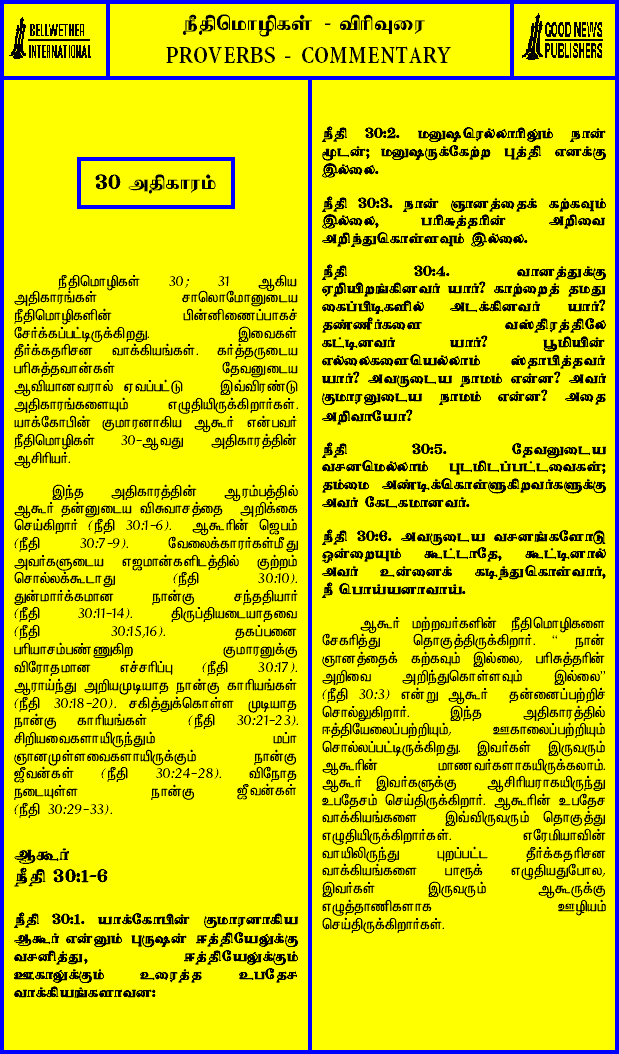 BELLWETHER
INTERNATIONAL
நீதிமொழிகள் - விரிவுரை
PROVERBS - COMMENTARY
GOOD NEWS
PUBLISHERS
30 அதிகாரம்
நீதிமொழிகள் 30; 31 ஆகிய
அதிகாரங்கள் சாலொமோனுடைய
நீதிமொழிகளின் பின்னிணைப்பாகச்
சேர்க்கப்பட்டிருக்கிறது. இவைகள்
தீர்க்கதரிசன வாக்கியங்கள். கர்த்தருடைய
பரிசுத்தவான்கள் தேவனுடைய
ஆவியானவரால் ஏவப்பட்டு இவ்விரண்டு
அதிகாரங்களையும் எழுதியிருக்கிறார்கள்.
யாக்கோபின் குமாரனாகிய ஆகூர் என்பவர்
நீதிமொழிகள் 30-ஆவது அதிகாரத்தின்
ஆசிரியர்.
இந்த அதிகாரத்தின் ஆரம்பத்தில்
ஆகூர் தன்னுடைய விசுவாசத்தை அறிக்கை
செய்கிறார் (நீதி 30:1-6). ஆகூரின் ஜெபம்
(நீதி 30:7-9). வேலைக்காரர்கள்மீது
அவர்களுடைய எஜமான்களிடத்தில் குற்றம்
சொல்லக்கூடாது (நீதி 30:10).
துன்மார்க்கமான நான்கு சந்ததியார்
(நீதி 30:11-14). திருப்தியடையாதவை
(நீதி 30:15,16). தகப்பனை
பரியாசம்பண்ணுகிற குமாரனுக்கு
விரோதமான எச்சரிப்பு (நீதி 30:17).
ஆராய்ந்து அறியமுடியாத நான்கு காரியங்கள்
(நீதி 30:18-20). சகித்துக்கொள்ள முடியாத
நான்கு காரியங்கள் (நீதி 30:21-23).
சிறியவைகளாயிருந்தும் மப்ா
ஞானமுள்ளவைகளாயிருக்கும் நான்கு
ஜீவன்கள் (நீதி 30:24-28). விநோத
நடையுள்ள நான்கு ஜீவன்கள்
(நீதி 30:29-33).
ஆகூர்
நீதி 30:1-6
நீதி 30:1. யாக்கோபின் குமாரனாகிய
ஆகூர் என்னும் புருஷன் ஈத்தியேலுக்கு
வசனித்து, ஈத்தியேலுக்கும்
ஊகாலுக்கும் உரைத்த உபதேச
வாக்கியங்களாவன:
நீதி 30:2. மனுஷரெல்லாரிலும் நான்
மூடன்; மனுஷருக்கேற்ற புத்தி எனக்கு
இல்லை.
நீதி 30:3. நான் ஞானத்தைக் கற்கவும்
இல்லை, பரிசுத்தரின் அறிவை
அறிந்துகொள்ளவும் இல்லை.
நீதி 30:4. வானத்துக்கு
ஏறியிறங்கினவர் யார்? காற்றைத் தமது
கைப்பிடிகளில் அடக்கினவர் யார்?
தண்ணீர்களை வஸ்திரத்திலே
கட்டினவர் யார்? பூமியின்
எல்லைகளையெல்லாம் ஸ்தாபித்தவர்
யார்? அவருடைய நாமம் என்ன? அவர்
குமாரனுடைய நாமம் என்ன? அதை
அறிவாயோ?
நீதி 30:5. தேவனுடைய
வசனமெல்லாம் புடமிடப்பட்டவைகள்;
தம்மை அண்டிக்கொள்ளுகிறவர்களுக்கு
அவர் கேடகமானவர்.
நீதி 30:6. அவருடைய வசனங்களோடு
ஒன்றையும் கூட்டாதே, கூட்டினால்
அவர் உன்னைக் கடிந்துகொள்வார்,
நீ பொய்யனாவாய்.
ஆகூர் மற்றவர்களின் நீதிமொழிகளை
சேகரித்து தொகுத்திருக்கிறார். “ நான்
ஞானத்தைக் கற்கவும் இல்லை, பரிசுத்தரின்
அறிவை அறிந்துகொள்ளவும் இல்லை”
(நீதி 30:3) என்று ஆகூர் தன்னைப்பற்றிச்
சொல்லுகிறார். இந்த அதிகாரத்தில்
ஈத்தியேலைப்பற்றியும், ஊகாலைப்பற்றியும்
சொல்லப்பட்டிருக்கிறது. இவர்கள் இருவரும்
ஆகூரின் மாணவர்களாகயிருக்கலாம்.
ஆகூர் இவர்களுக்கு ஆசிரியராகயிருந்து
உபதேசம் செய்திருக்கிறார். ஆகூரின் உபதேச
வாக்கியங்களை இவ்விருவரும் தொகுத்து
எழுதியிருக்கிறார்கள். எரேமியாவின்
வாயிலிருந்து புறப்பட்ட தீர்க்கதரிசன
வாக்கியங்களை பாரூக் எழுதியதுபோல,
இவர்கள் இருவரும் ஆகூருக்கு
எழுத்தாணிகளாக ஊழியம்
செய்திருக்கிறார்கள்.